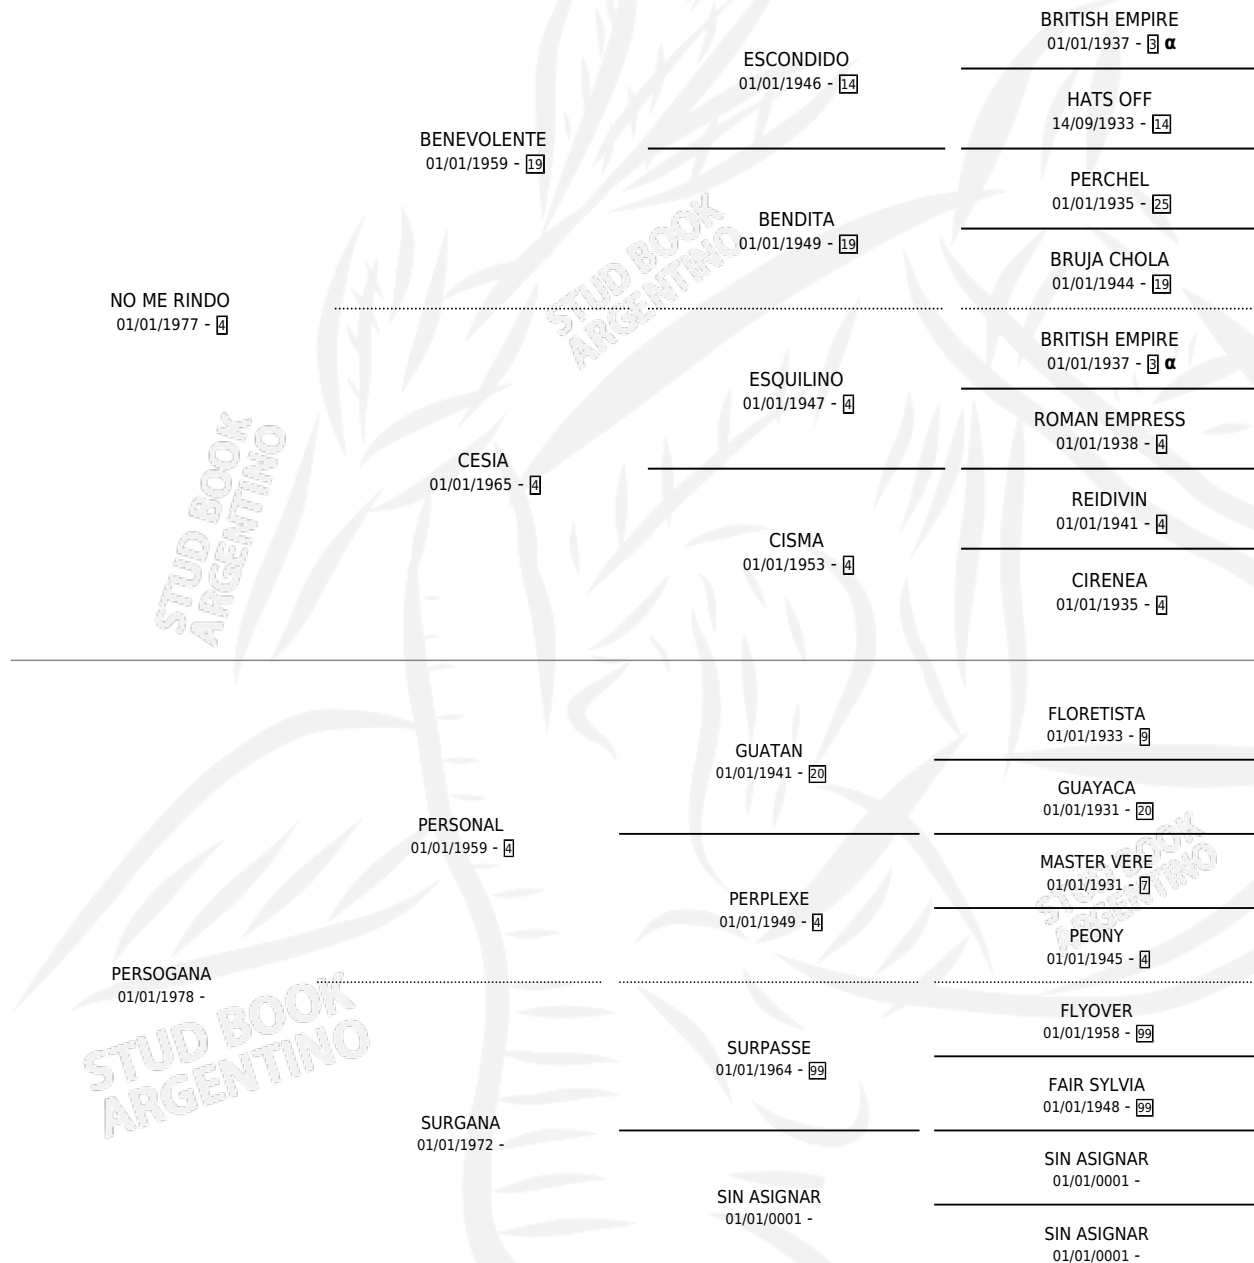 BRITISH EMPIRE
01/01/1937 - 3 α
ESCONDIDO
01/01/1946 - 14
HATS OFF
14/09/1933 - 14
BENEVOLENTE
01/01/1959 - 19
PERCHEL
01/01/1935 - 25
BENDITA
01/01/1949 - 19
BRUJA CHOLA
01/01/1944 - 19
NO ME RINDO
01/01/1977 - 4
BRITISH EMPIRE
01/01/1937 - 3 α
ESQUILINO
01/01/1947 - 4
ROMAN EMPRESS
01/01/1938 - 4
CESIA
01/01/1965 - 4
REIDIVIN
01/01/1941 - 4
CISMA
01/01/1953 - 4
CIRENEA
01/01/1935 - 4
FLORETISTA
01/01/1933 - 9
GUATAN
01/01/1941 - 20
GUAYACA
01/01/1931 - 20
PERSONAL
01/01/1959 - 4
MASTER VERE
01/01/1931 - 7
PERPLEXE
01/01/1949 - 4
PEONY
01/01/1945 - 4
PERSOGANA
01/01/1978 -
FLYOVER
01/01/1958 - 99
SURPASSE
01/01/1964 - 99
FAIR SYLVIA
01/01/1948 - 99
SURGANA
01/01/1972 -
SIN ASIGNAR
01/01/0001 -
SIN ASIGNAR
01/01/0001 -
SIN ASIGNAR
01/01/0001 -
STUD BOOK
ARGENTINO
STUD BOOK
ARGENTINO
STUD BOOK
ARGENTINO
STUD BOOK
ARGENTINO